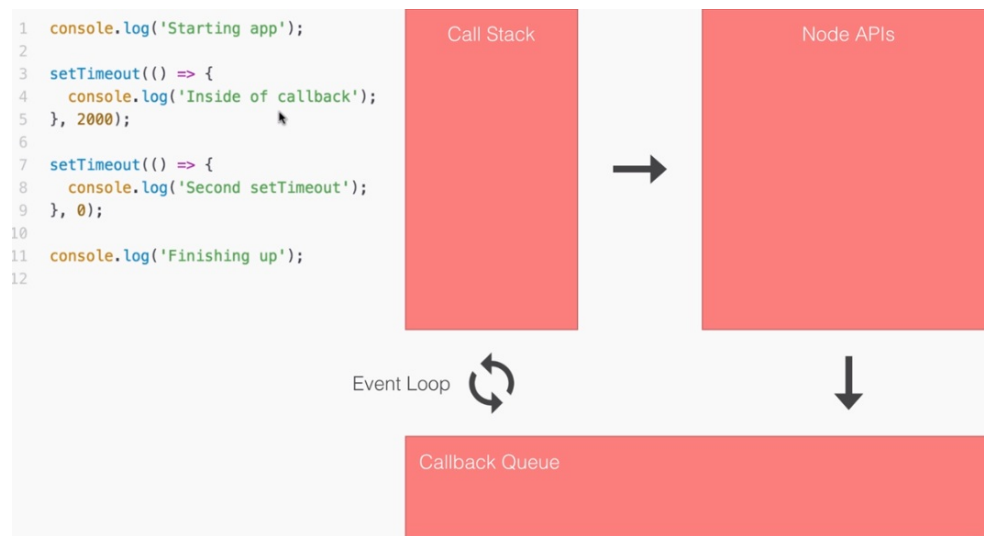 1 console.log('Starting app');
2
3 setTimeout(() => {
4   console.log('Inside of callback');
5 }, 2000);
6
7 setTimeout(() => {
8   console.log('Second setTimeout');
9 }, 0);
10
11 console.log('Finishing up');
12
Call Stack
Node APIs
Event Loop
Callback Queue